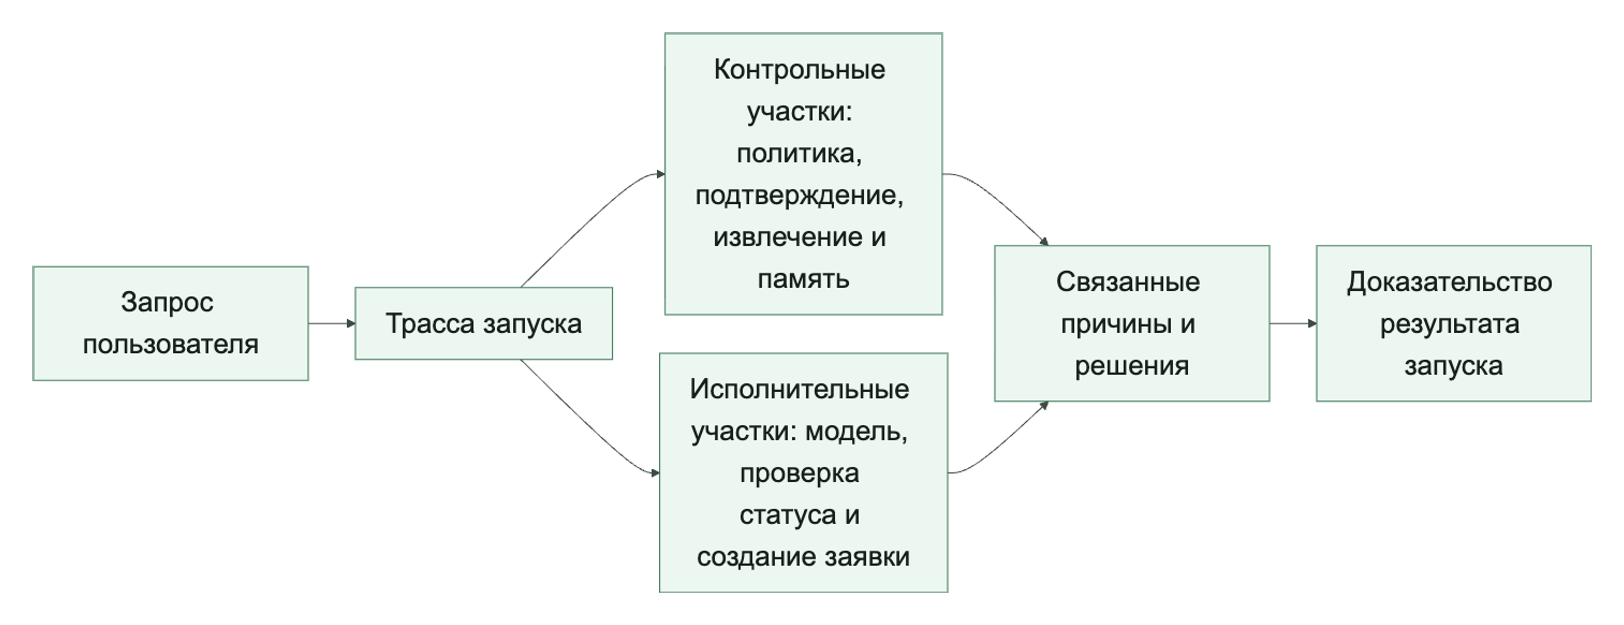 Запрос
пользователя
Трасса запуска
Контрольные
участки:
политика,
подтверждение,
извлечение и
память
Исполнительные
участки: модель,
проверка
статуса и
создание заявки
Связанные
причины и
решения
Доказательство
результата
запуска